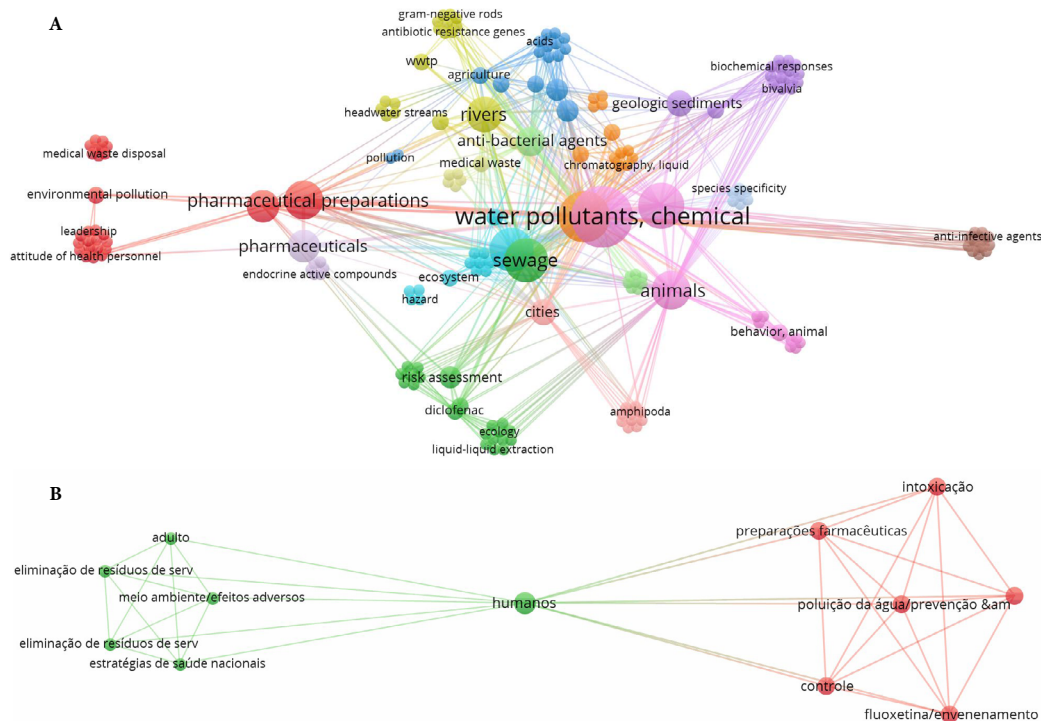 A
gram-negative rods
antibiotic resistance genes
acids
wwtp
agriculture
biochemical responses
bivalvia
headwater streams
rivers
geologic sediments
anti-bacterial agents
medical waste disposal
pollution
medical waste
chromatography, liquid
environmental pollution
pharmaceutical preparations
species specificity
water pollutants, chemical
leadership
attitude of health personnel
pharmaceuticals
anti-infective agents
endocrine active compounds
sewage
ecosystem
hazard
animals
cities
behavior, animal
risk assessment
diclofenac
amphipoda
ecology
liquid-liquid extraction
B
intoxicação
adulto
preparações farmacêuticas
eliminação de resíduos de serv
meio ambiente/efeitos adversos
humanos
poluição da água/prevenção &am
eliminação de resíduos de serv
estratégias de saúde nacionais
controle
fluoxetina/envenenamento